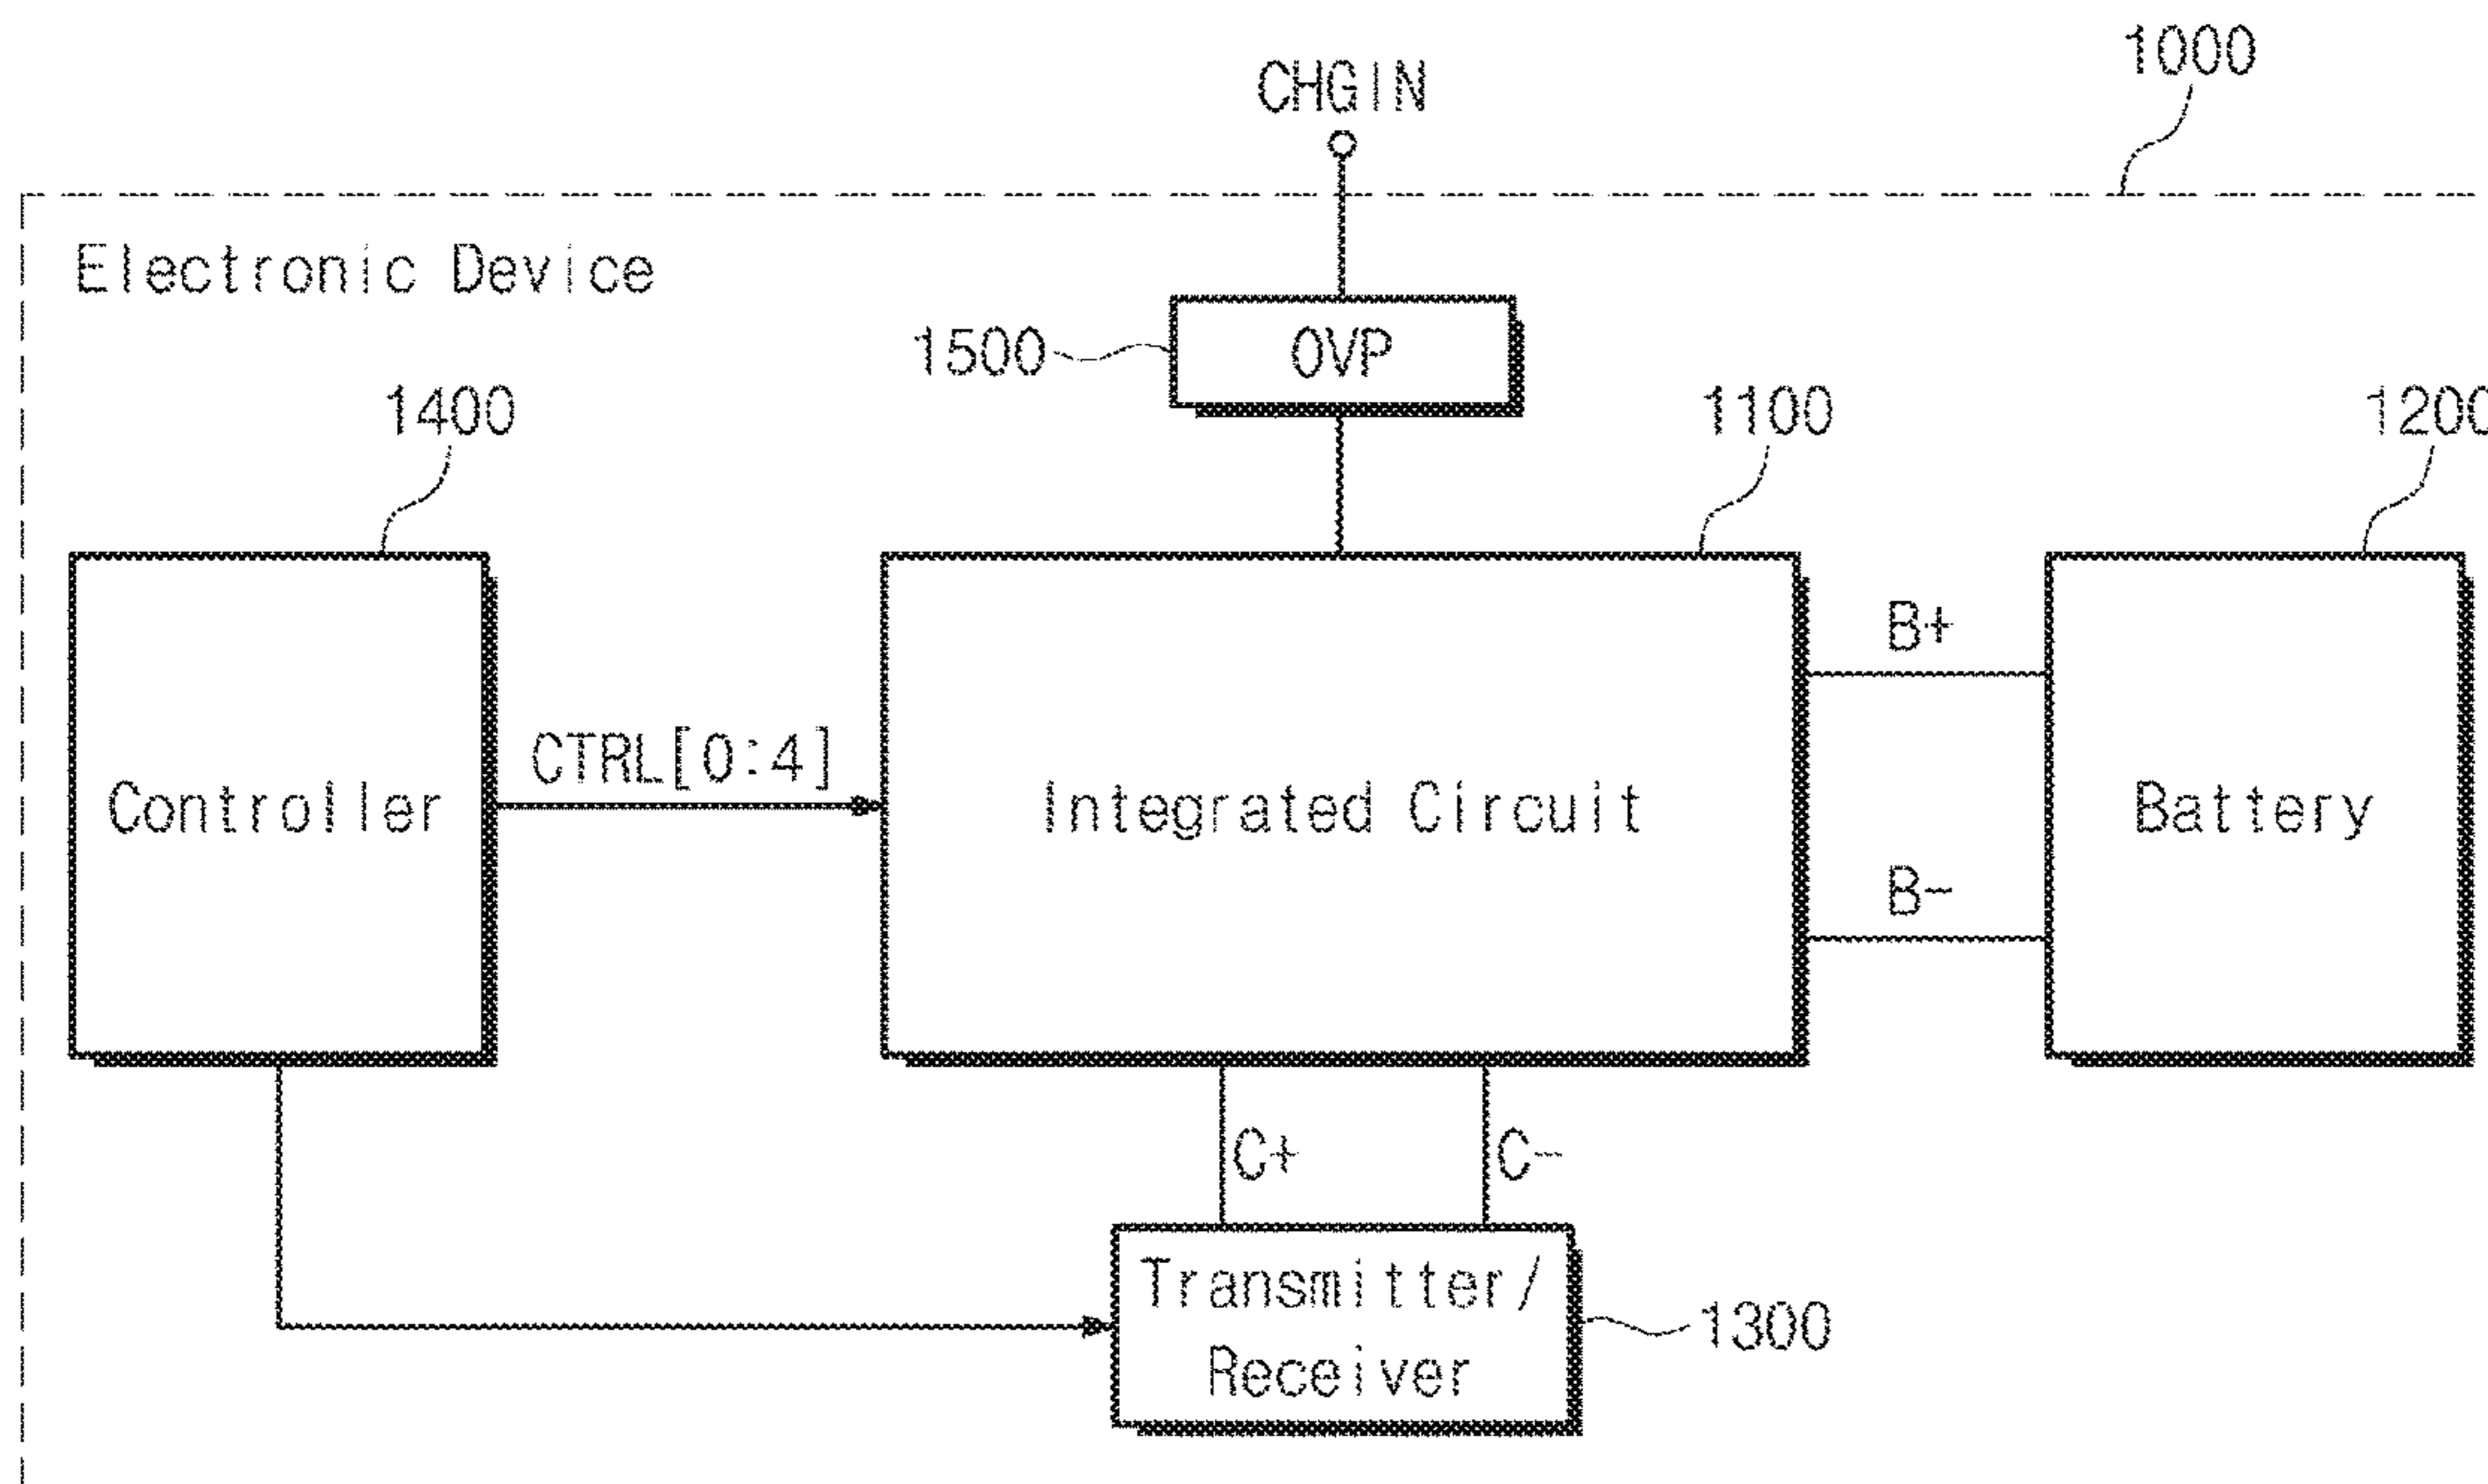 1000
CHGIN
Electronic Device
1500
OVP
1400
1100
1200
CTRL[0:4]
B+
Controller
Integrated Circuit
Battery
B-
C+
C-
Transmitter/
Receiver
1300